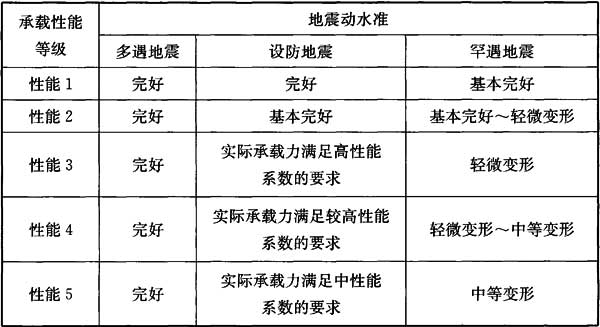 承载性能等级 地震动水准
多遇地震 设防地震 罕遇地震
性能1 完好 完好 基本完好
性能2 完好 基本完好 基本完好～轻微变形
性能3 完好 实际承载力满足高性能系数的要求 轻微变形
性能4 完好 实际承载力满足较高性能系数的要求 轻微变形～中等变形
性能5 完好 实际承载力满足中性能系数的要求 中等变形